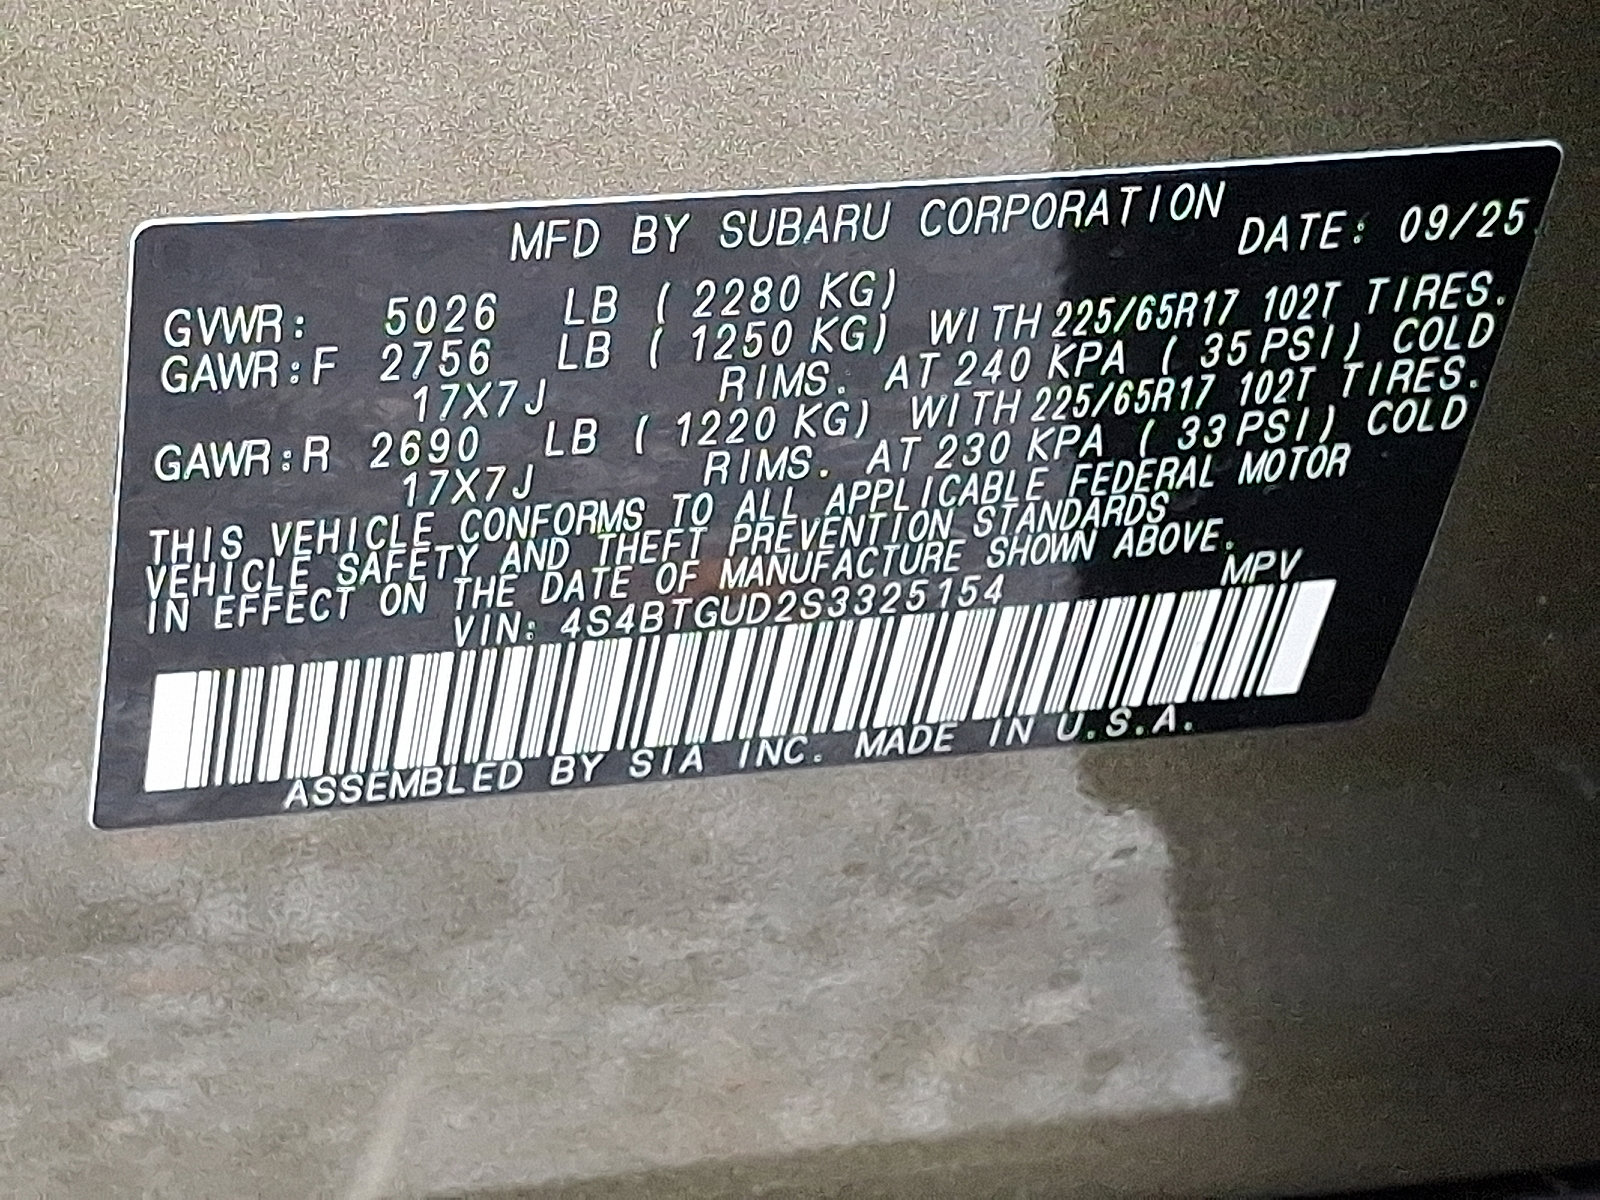 MFD BY SUBARU CORPORATION DATE: 09/25
GVWR: 5026 LB ( 2280 KG)
GAWR:F 2756 LB ( 1250 KG) WITH 225/65R17 102T TIRES.
17X7J RIMS. AT 240 KPA ( 35 PSI) COLD
GAWR:R 2690 LB ( 1220 KG) WITH 225/65R17 102T TIRES.
17X7J RIMS. AT 230 KPA ( 33 PSI) COLD
THIS VEHICLE CONFORMS TO ALL APPLICABLE FEDERAL MOTOR
VEHICLE SAFETY AND THEFT PREVENTION STANDARDS
IN EFFECT ON THE DATE OF MANUFACTURE SHOWN ABOVE.
VIN: 4S4BTGUD2S3325154 MPV
ASSEMBLED BY SIA INC. MADE IN U.S.A.